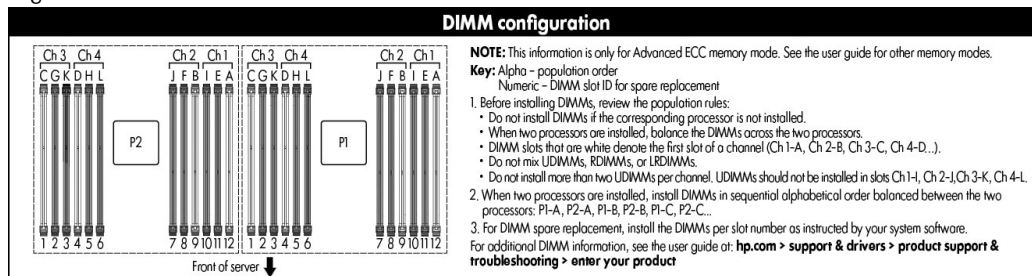 DIMM configuration
Ch 3 Ch 4 Ch 2 Ch 1 Ch 3 Ch 4 Ch 2 Ch 1
C G K D H L J F B I E A C G K D H L J F B I E A
P2 P1
1 2 3 4 5 6 7 8 9 10 11 12 1 2 3 4 5 6 7 8 9 10 11 12
Front of server
NOTE: This information is only for Advanced ECC memory mode. See the user guide for other memory modes.
Key: Alpha – population order
Numeric – DIMM slot ID for spare replacement
1. Before installing DIMMs, review the population rules:
• Do not install DIMMs if the corresponding processor is not installed.
• When two processors are installed, balance the DIMMs across the two processors.
• DIMM slots that are white denote the first slot of a channel (Ch 1-A, Ch 2-B, Ch 3-C, Ch 4-D...).
• Do not mix UDIMMs, RDIMMs, or LRDIMMs.
• Do not install more than two UDIMMs per channel. UDIMMs should not be installed in slots Ch 1-I, Ch 2-J,Ch 3-K, Ch 4-L.
2. When two processors are installed, install DIMMs in sequential alphabetical order balanced between the two
processors: P1-A, P2-A, P1-B, P2-B, P1-C, P2-C...
3. For DIMM spare replacement, install the DIMMs per slot number as instructed by your system software.
For additional DIMM information, see the user guide at: hp.com > support & drivers > product support &
troubleshooting > enter your product